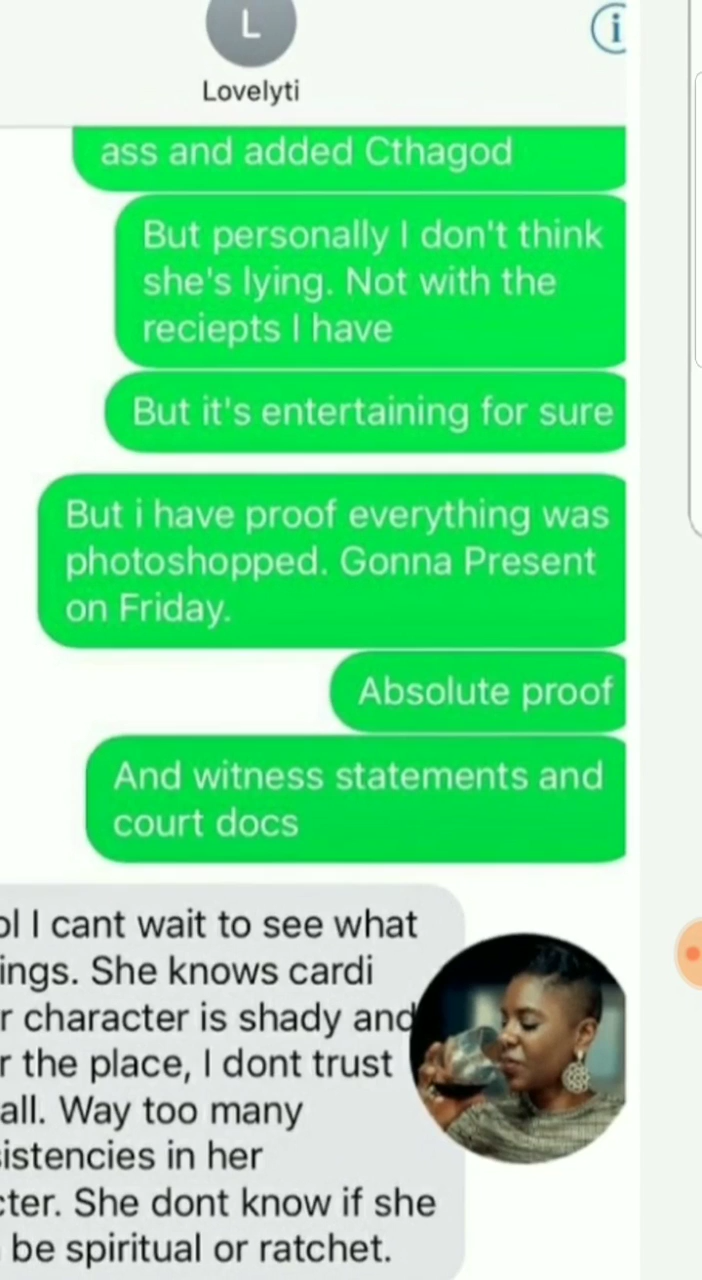 L
i
Lovelyti
ass and added Cthagod
But personally I don't think
she's lying. Not with the
reciepts I have
But it's entertaining for sure
But i have proof everything was
photoshopped. Gonna Present
on Friday.
Absolute proof
And witness statements and
court docs
I cant wait to see what
She knows cardi
character is shady and
the place, I dont trust
all. Way too many
in her
She dont know if she
be spiritual or ratchet.